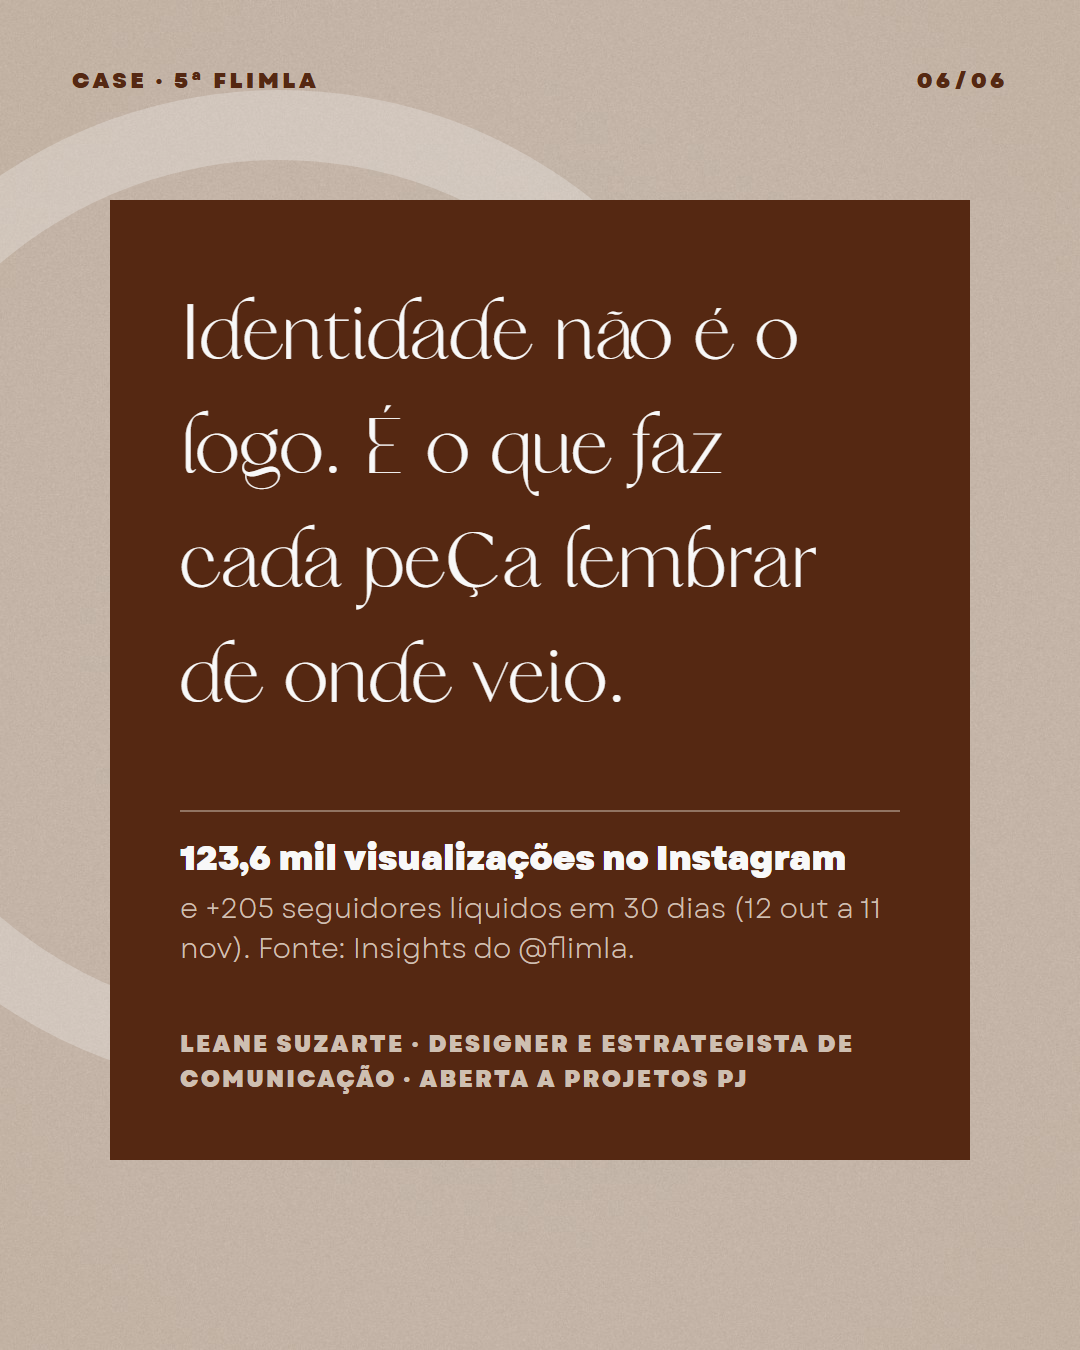 CASE · 5ª FLIMLA
06/06
Identidade não é o
logo. É o que faz
cada peÇa lembrar
de onde veio.
123,6 mil visualizações no Instagram
e +205 seguidores líquidos em 30 dias (12 out a 11
nov). Fonte: Insights do @flimla.
LEANE SUZARTE · DESIGNER E ESTRATEGISTA DE
COMUNICAÇÃO · ABERTA A PROJETOS PJ